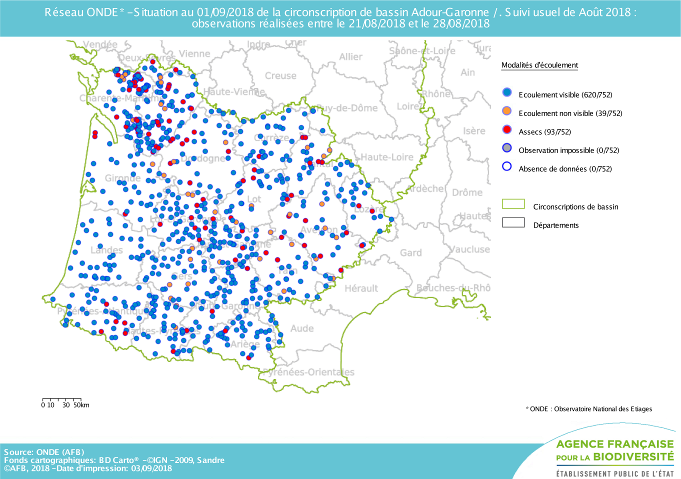 Réseau ONDE* -Situation au 01/09/2018 de la circonscription de bassin Adour-Garonne /. Suivi usuel de Août 2018 :
observations réalisées entre le 21/08/2018 et le 28/08/2018
Vendée
Deux-Sèvres
Vienne
Indre
Cher
Allier
Saône-et-Loire
Jura
Ain
Creuse
Haute-Vienne
Charente-Maritime
Puy-de-Dôme
Loire
Rhône
Isère
Corrèze
Dordogne
Haute-Loire
Gironde
Lot
Ardèche
Drôme
Hautes
Landes
Aveyron
Gard
Vaucluse
Gers
Hérault
Bouches-du-Rhô
Aude
Ariège
Pyrénées-Orientales
Modalités d'écoulement
Ecoulement visible (620/752)
Ecoulement non visible (39/752)
Assecs (93/752)
Observation impossible (0/752)
Absence de données (0/752)
Circonscriptions de bassin
Départements
0 10 30 50km
* ONDE : Observatoire National des Etiages
Source: ONDE (AFB)
Fonds cartographiques: BD Carto® -©IGN -2009, Sandre
©AFB, 2018 -Date d'impression: 03.09.2018
AGENCE FRANÇAISE
POUR LA BIODIVERSITÉ
ÉTABLISSEMENT PUBLIC DE L'ÉTAT